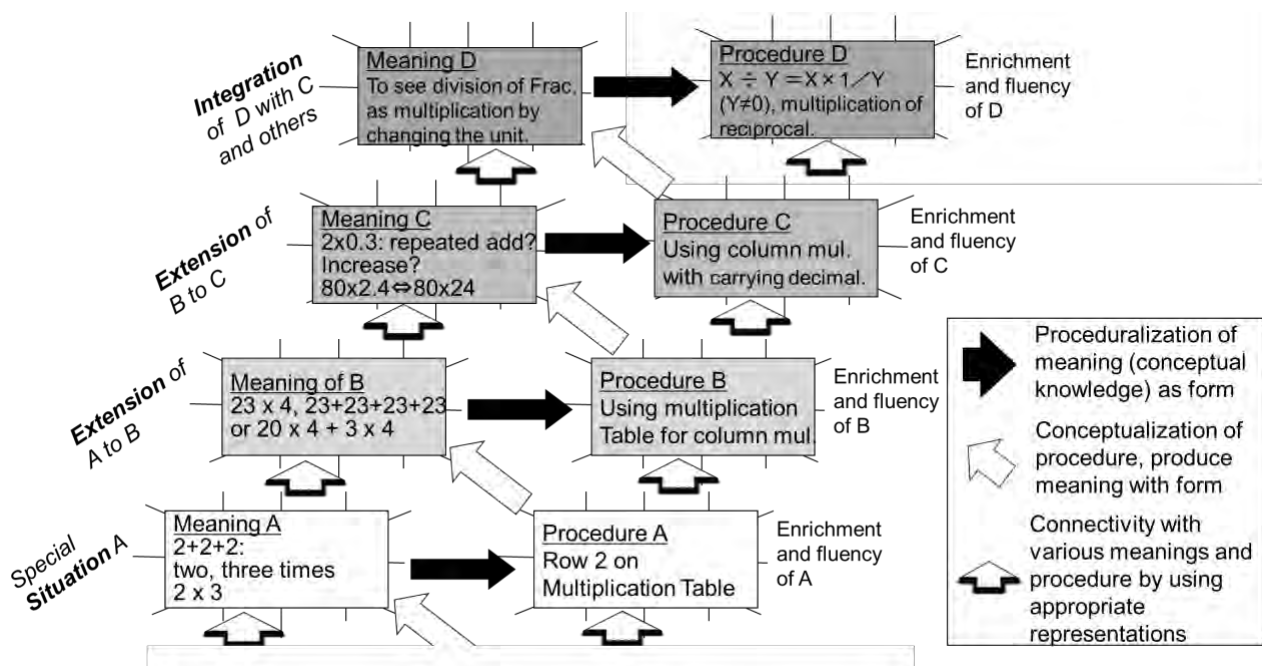 Integration
of D with C
and others
Meaning D
To see division of Frac.
as multiplication by
changing the unit.
Procedure D
X ÷ Y =X × 1／Y
(Y≠0), multiplication of
reciprocal.
Enrichment
and fluency
of D
Extension of
B to C
Meaning C
2x0.3: repeated add?
Increase?
80x2.4⇔80x24
Procedure C
Using column mul.
with carrying decimal.
Enrichment
and fluency
of C
Extension of
A to B
Meaning of B
23 x 4, 23+23+23+23
or 20 x 4 + 3 x 4
Procedure B
Using multiplication
Table for column mul.
Enrichment
and fluency
of B
Special
Situation A
Meaning A
2+2+2:
two, three times
2 x 3
Procedure A
Row 2 on
Multiplication Table
Enrichment
and fluency
of A
Proceduralization of
meaning (conceptual
knowledge) as form
Conceptualization of
procedure, produce
meaning with form
Connectivity with
various meanings and
procedure by using
appropriate
representations